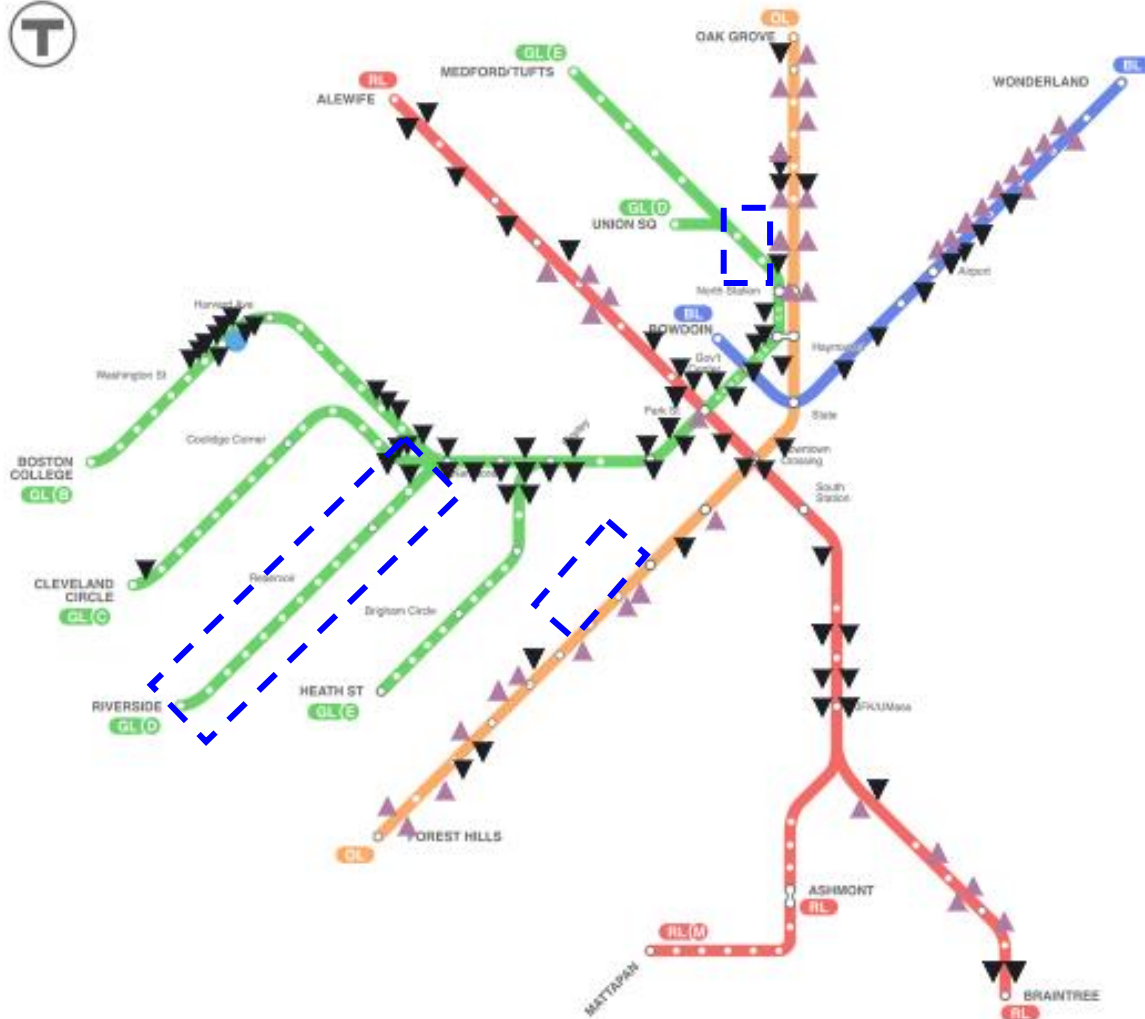 T
OL
OAK GROVE
GL E
MEDFORD/TUFTS
BL
WONDERLAND
RL
ALEWIFE
GL D
UNION SQ
Airport
North Station
Harvard Ave
BL
BOWDOIN
Gov't
Center
Washington St
Park St
State
Coolidge Corner
Downtown
Crossing
BOSTON
COLLEGE
GL B
South
Station
Reservoir
CLEVELAND
CIRCLE
GL C
Brigham Circle
RIVERSIDE
GL D
HEATH ST
GL E
JFK/UMass
FOREST HILLS
OL
ASHMONT
RL
RL M
MATTAPAN
BRAINTREE
RL